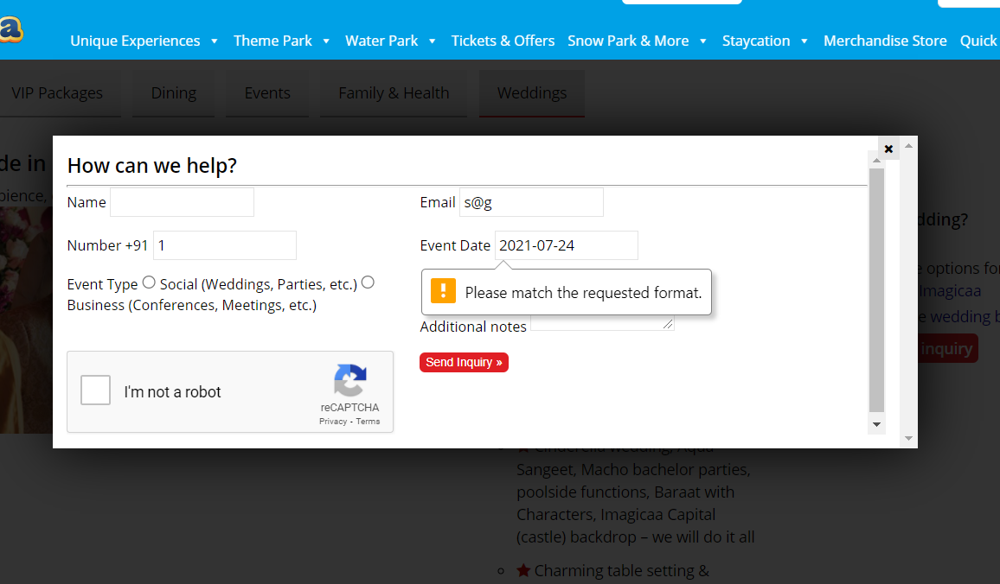 a
Unique Experiences Theme Park Water Park Tickets & Offers Snow Park & More Staycation Merchandise Store Quick
VIP Packages Dining Events Family & Health Weddings
de in
How can we help?
Name
Email s@g
dding?
Number +91 1
Event Date 2021-07-24
Please match the requested format.
Event Type Social (Weddings, Parties, etc.)
Business (Conferences, Meetings, etc.)
options for
Imagicaa
wedding b
Additional notes
inquiry
Send Inquiry »
I'm not a robot
reCAPTCHA
Privacy - Terms
Cinderella wedding, Aqua
Sangeet, Macho bachelor parties,
poolside functions, Baraat with
Characters, Imagicaa Capital
(castle) backdrop – we will do it all
Charming table setting &